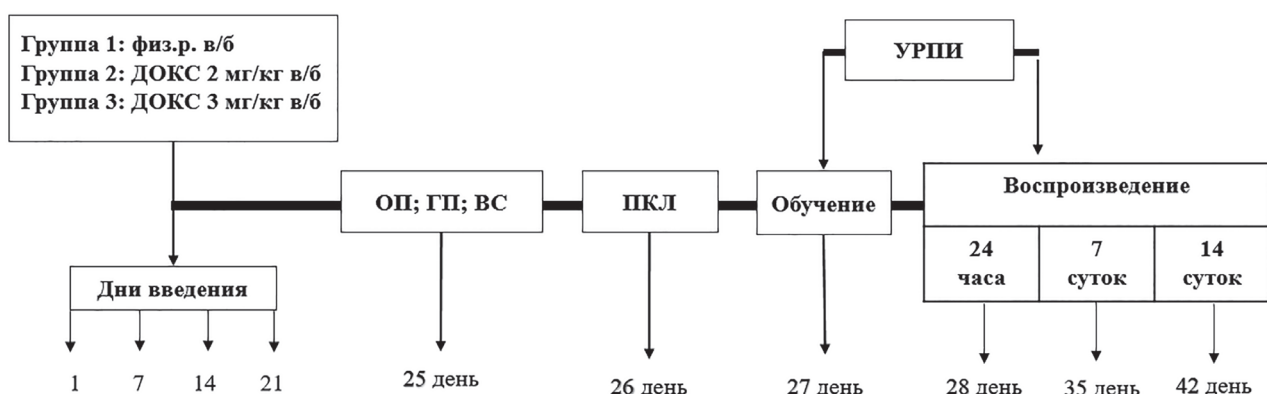 Группа 1: физ.р. в/б
Группа 2: ДОКС 2 мг/кг в/б
Группа 3: ДОКС 3 мг/кг в/б
УРПИ
ОП; ГП; ВС
ПКЛ
Обучение
Воспроизведение
24 часа
7 суток
14 суток
Дни введения
1 7 14 21
25 день
26 день
27 день
28 день
35 день
42 день